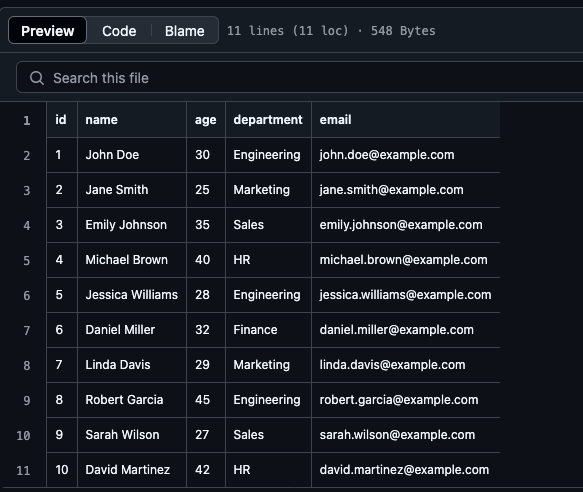 Preview Code Blame 11 lines (11 loc) · 548 Bytes
Search this file
1 id name age department email
2 1 John Doe 30 Engineering john.doe@example.com
3 2 Jane Smith 25 Marketing jane.smith@example.com
4 3 Emily Johnson 35 Sales emily.johnson@example.com
5 4 Michael Brown 40 HR michael.brown@example.com
6 5 Jessica Williams 28 Engineering jessica.williams@example.com
7 6 Daniel Miller 32 Finance daniel.miller@example.com
8 7 Linda Davis 29 Marketing linda.davis@example.com
9 8 Robert Garcia 45 Engineering robert.garcia@example.com
10 9 Sarah Wilson 27 Sales sarah.wilson@example.com
11 10 David Martinez 42 HR david.martinez@example.com